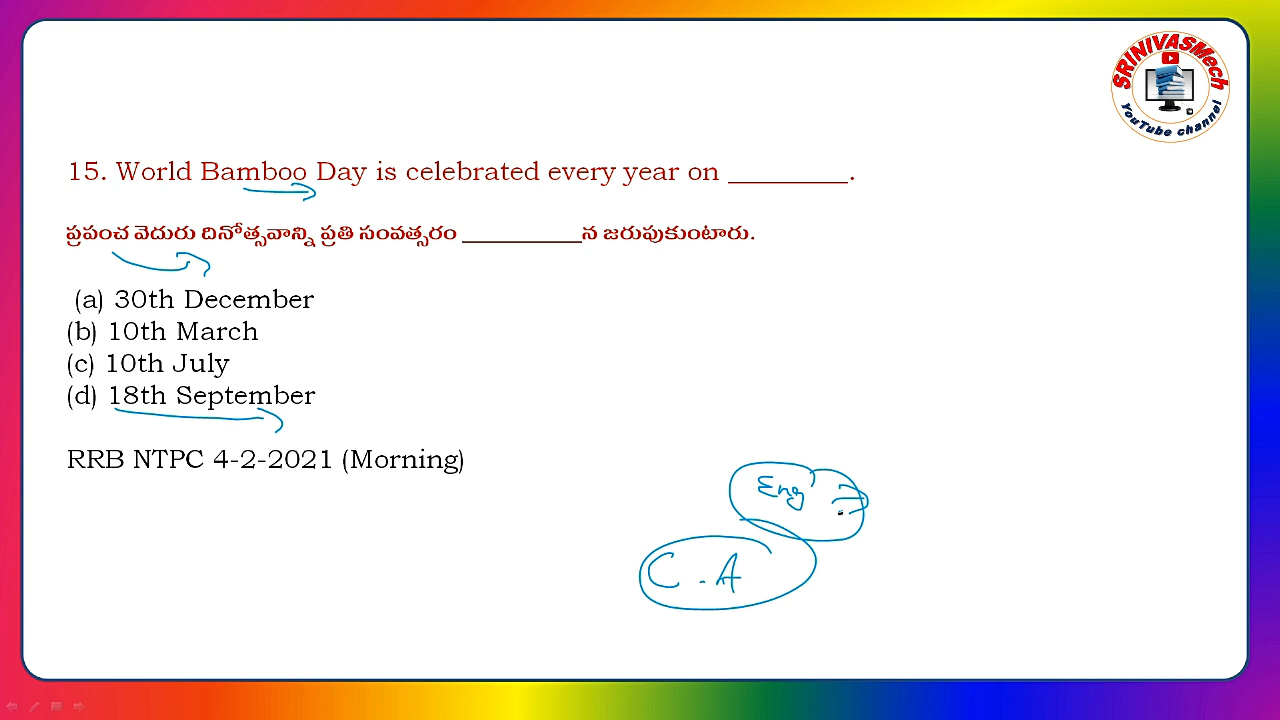 SRINIVASMech
YouTube channel
15. World Bamboo Day is celebrated every year on _________.
ప్రపంచ వెదురు దినోత్సవాన్ని ప్రతి సంవత్సరం __________న జరుపుకుంటారు.
(a) 30th December
(b) 10th March
(c) 10th July
(d) 18th September
RRB NTPC 4-2-2021 (Morning)
Eng
C.A